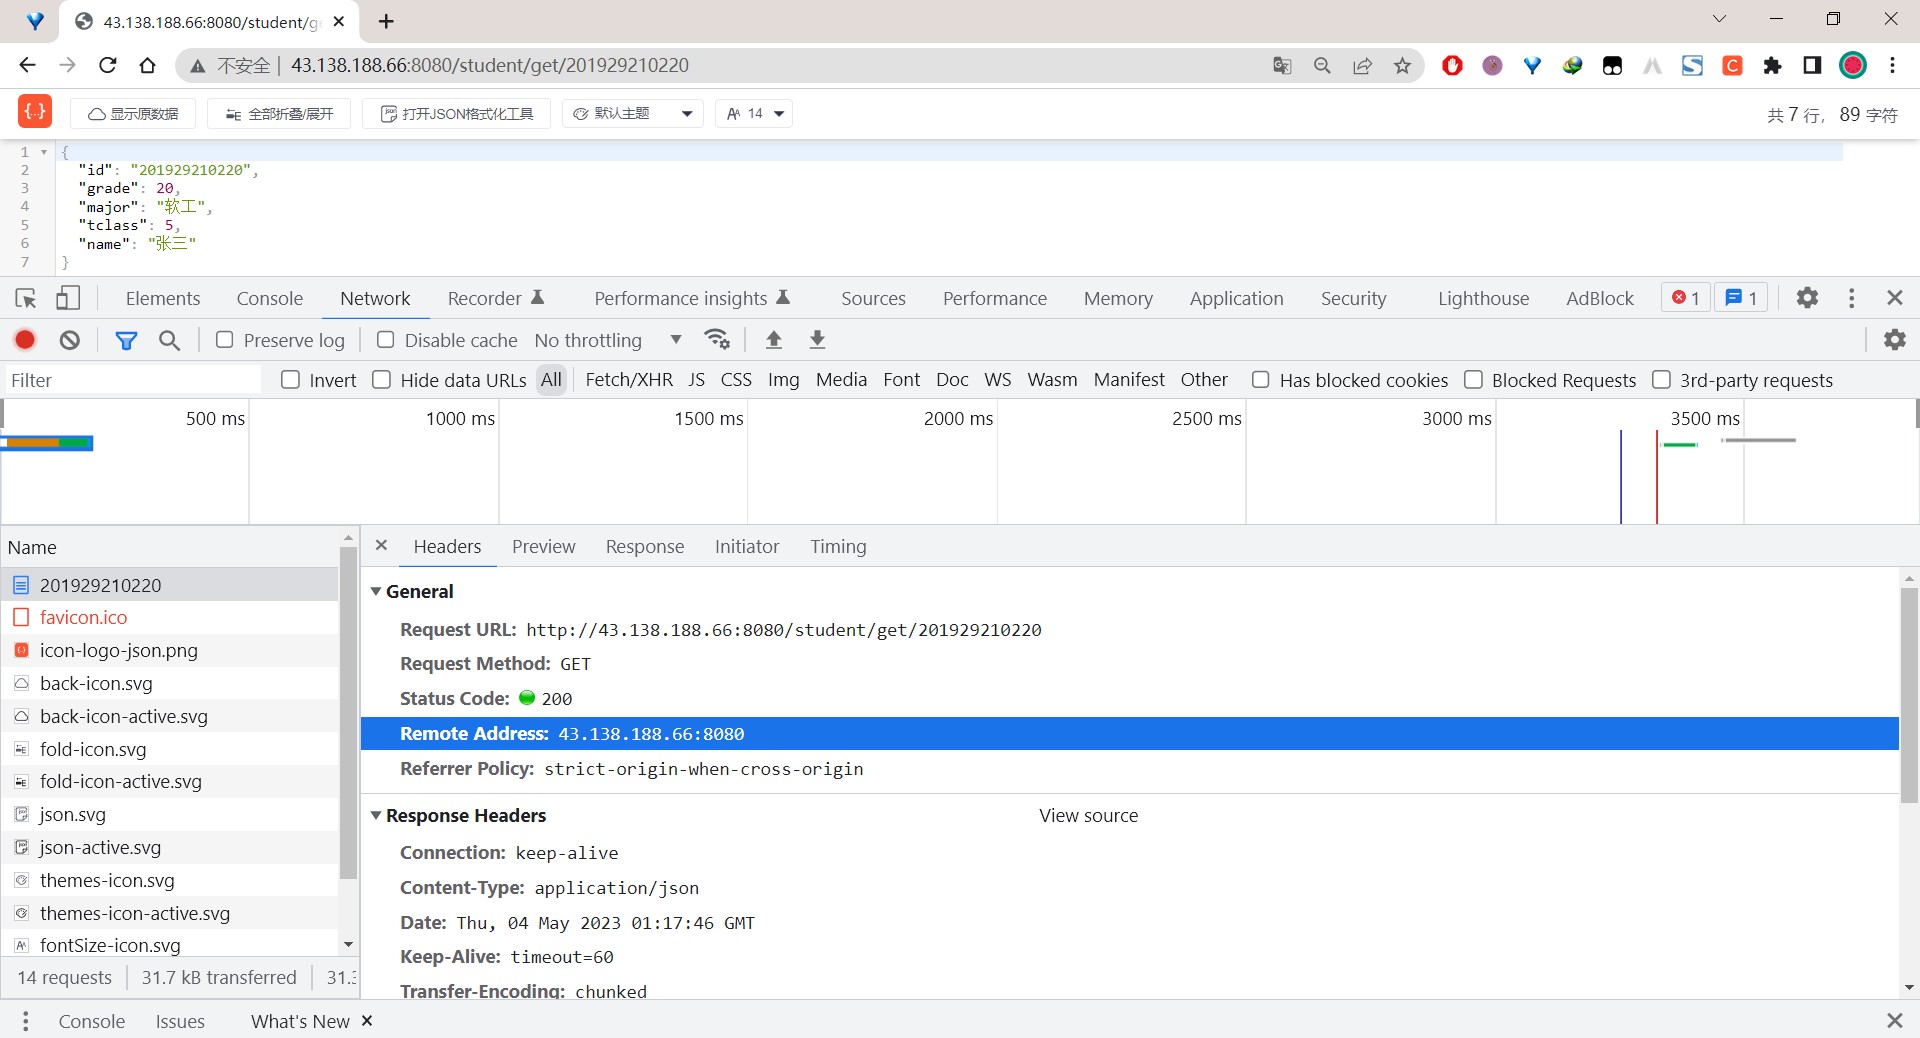 43.138.188.66:8080/student/g
不安全 43.138.188.66:8080/student/get/201929210220
显示原数据 全部折叠/展开 打开JSON格式化工具 默认主题 14 共 7 行, 89 字符
1 {
2 "id": "201929210220",
3 "grade": 20,
4 "major": "软工",
5 "tclass": 5,
6 "name": "张三"
7 }
Elements Console Network Recorder Performance insights Sources Performance Memory Application Security Lighthouse AdBlock 1 1
Preserve log Disable cache No throttling
Filter Invert Hide data URLs All Fetch/XHR JS CSS Img Media Font Doc WS Wasm Manifest Other Has blocked cookies Blocked Requests 3rd-party requests
500 ms 1000 ms 1500 ms 2000 ms 2500 ms 3000 ms 3500 ms
Name
201929210220
favicon.ico
icon-logo-json.png
back-icon.svg
back-icon-active.svg
fold-icon.svg
fold-icon-active.svg
json.svg
json-active.svg
themes-icon.svg
themes-icon-active.svg
fontSize-icon.svg
14 requests 31.7 kB transferred 31.3
Headers Preview Response Initiator Timing
General
Request URL: http://43.138.188.66:8080/student/get/201929210220
Request Method: GET
Status Code: 200
Remote Address: 43.138.188.66:8080
Referrer Policy: strict-origin-when-cross-origin
Response Headers View source
Connection: keep-alive
Content-Type: application/json
Date: Thu, 04 May 2023 01:17:46 GMT
Keep-Alive: timeout=60
Transfer-Encoding: chunked
Console Issues What's New